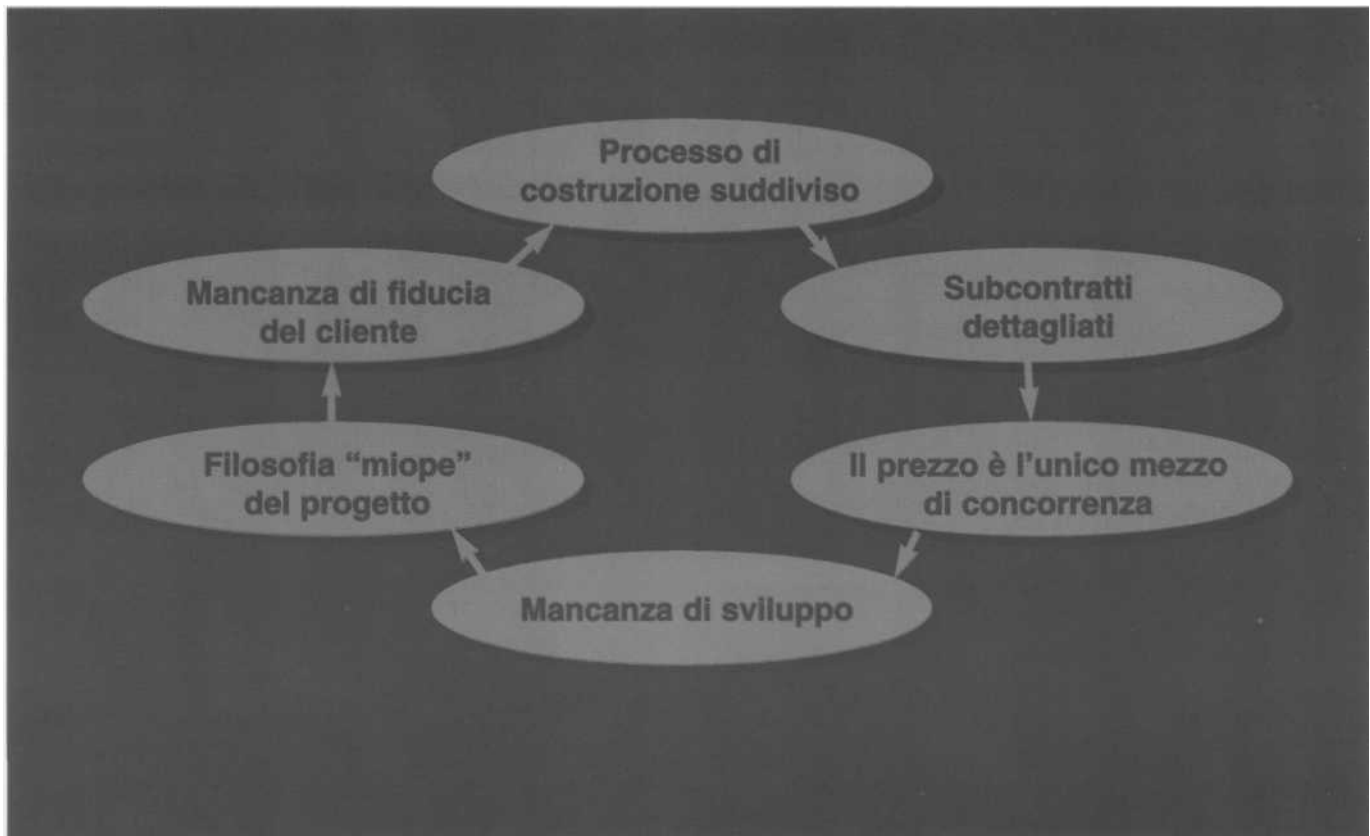 Processo di
costruzione suddiviso
Subcontratti
dettagliati
Il prezzo è l'unico mezzo
di concorrenza
Mancanza di sviluppo
Filosofia “miope”
del progetto
Mancanza di fiducia
del cliente